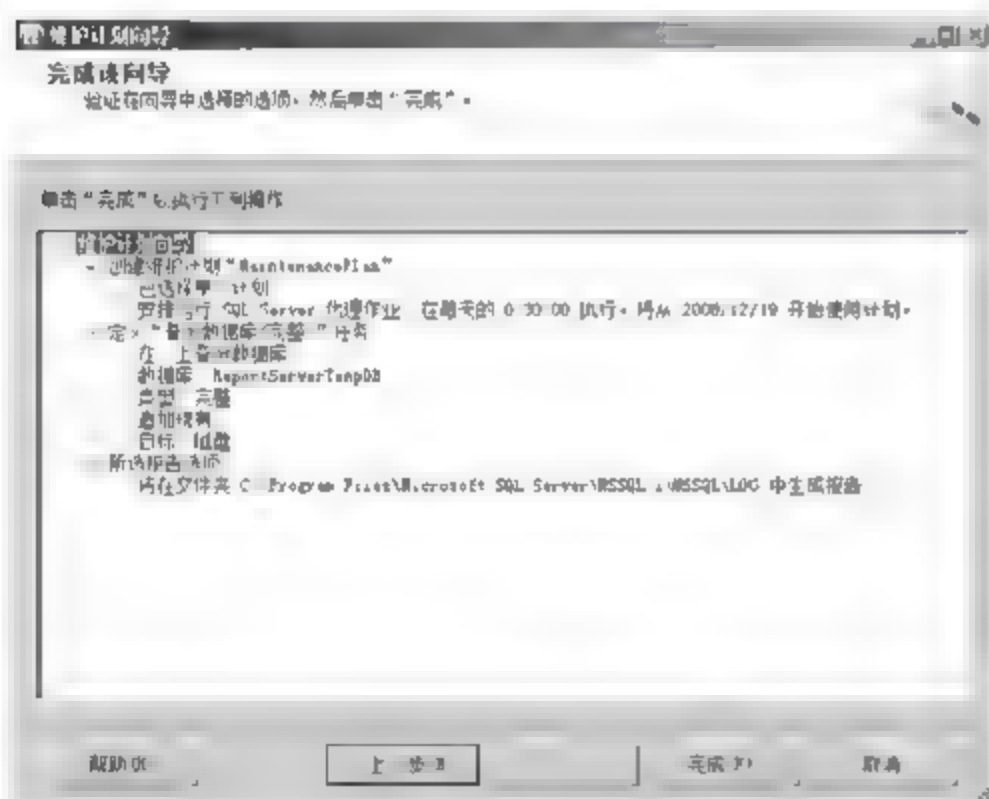 维护计划向导
完成该向导
验证在向导中选择的选项，然后单击“完成”。
单击“完成”以执行下列操作
维护计划向导
创建维护计划“MaintenancePlan”
已选择 计划
安排 行 SQL Server 代理作业 在每天的 0:00:00 执行。将从 12/19 开始使用计划。
定义“备份数据库 完整 ”任务
在 上备份数据库
数据库 ReportServerTempDB
类型 完整
追加现有
目标 磁盘
所选报告选项
将在文件夹 C Program Files\Microsoft SQL Server\MSSQL \MSSQL\LOG 中生成报告
帮助
上 步
完成
取消